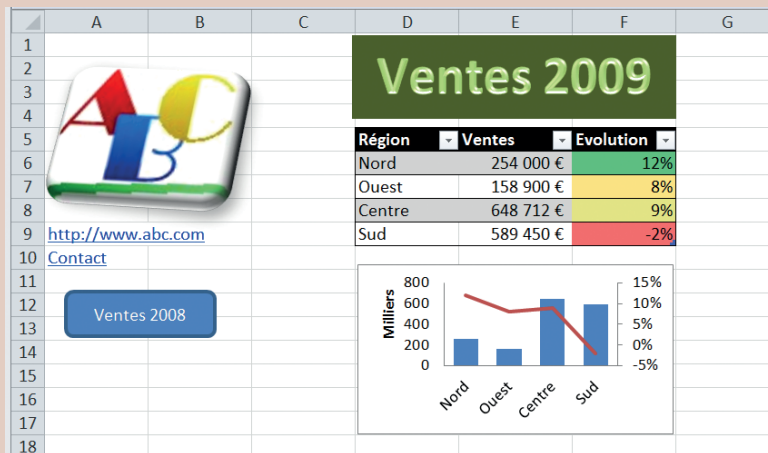 A B C D E F G
1
2
3
4
5
6
7
8
9
10
11
12
13
14
15
16
17
18
ABC
http://www.abc.com
Contact
Ventes 2008
Ventes 2009
Région Ventes Evolution
Nord 254 000 € 12%
Ouest 158 900 € 8%
Centre 648 712 € 9%
Sud 589 450 € -2%
Milliers
800 15%
600 10%
400 5%
200 0%
0 -5%
Nord Ouest Centre Sud